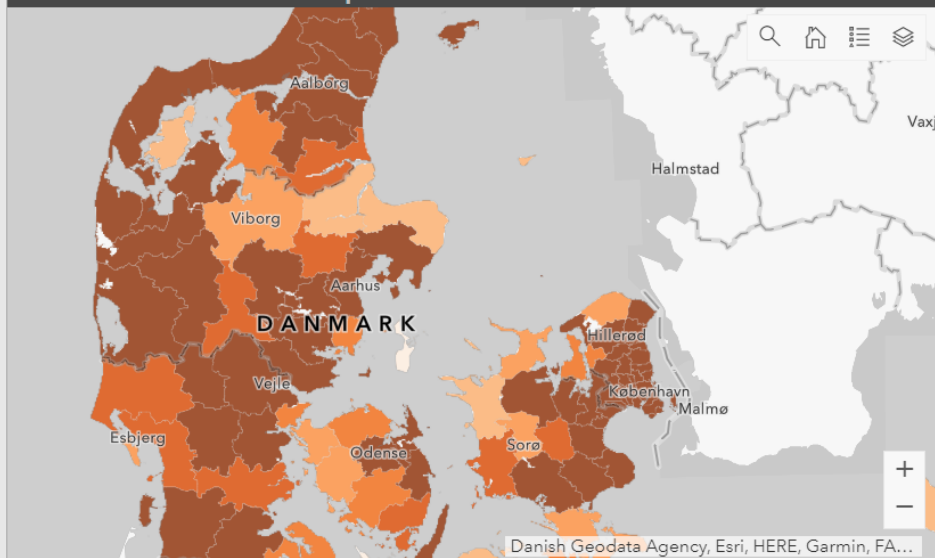 Aalborg
Halmstad
Viborg
Aarhus
DANMARK
Hillerød
Vejle
København
Malmø
Esbjerg
Sorø
Odense
+
−
Danish Geodata Agency, Esri, HERE, Garmin, FA...